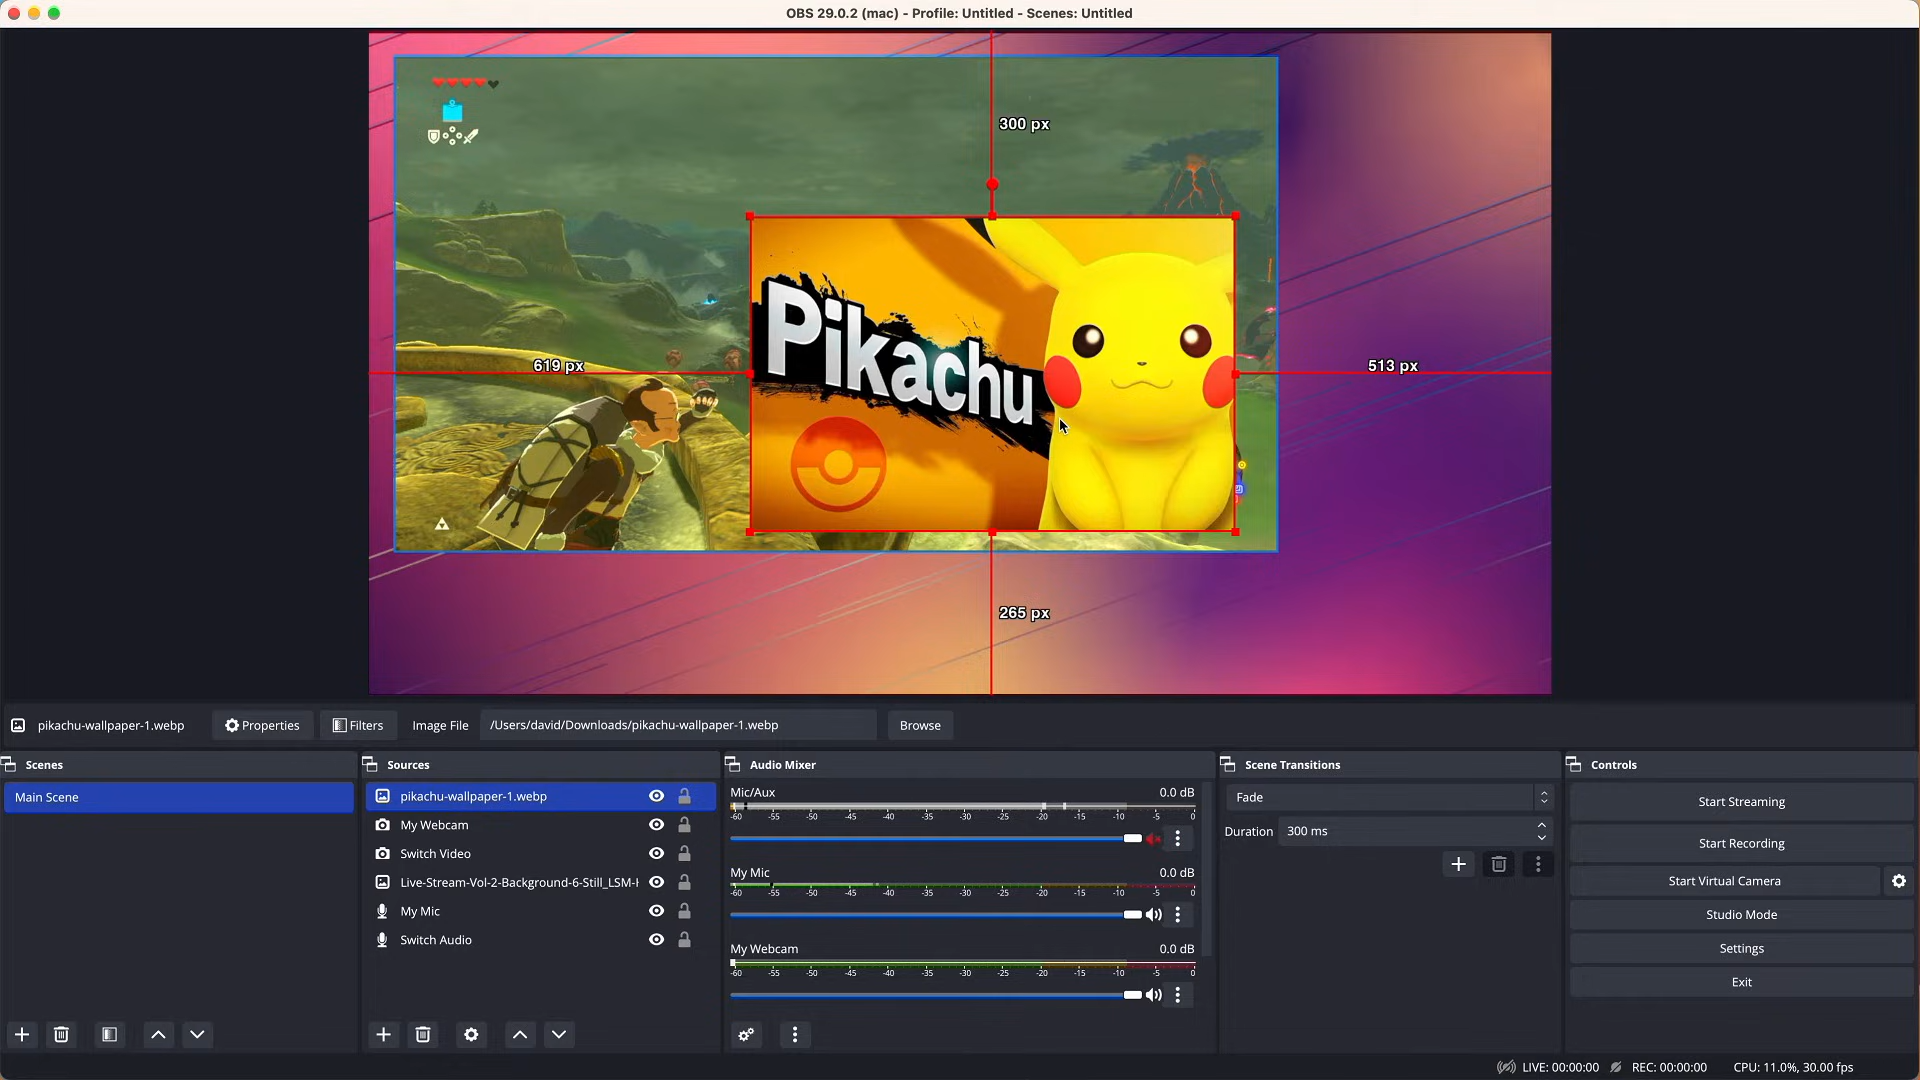 OBS 29.0.2 (mac) - Profile: Untitled - Scenes: Untitled
300 px
Pikachu
619 px
513 px
265 px
pikachu-wallpaper-1.webp
Properties
Filters
Image File
/Users/david/Downloads/pikachu-wallpaper-1.webp
Browse
Scenes
Main Scene
Sources
pikachu-wallpaper-1.webp
My Webcam
Switch Video
Live-Stream-Vol-2-Background-6-Still_LSM-
My Mic
Switch Audio
Audio Mixer
Mic/Aux 0.0 dB
-60 -55 -50 -45 -40 -35 -30 -25 -20 -15 -10 -5 0
My Mic 0.0 dB
-60 -55 -50 -45 -40 -35 -30 -25 -20 -15 -10 -5 0
My Webcam 0.0 dB
-60 -55 -50 -45 -40 -35 -30 -25 -20 -15 -10 -5 0
Scene Transitions
Fade
Duration 300 ms
Controls
Start Streaming
Start Recording
Start Virtual Camera
Studio Mode
Settings
Exit
LIVE: 00:00:00 REC: 00:00:00 CPU: 11.0%, 30.00 fps